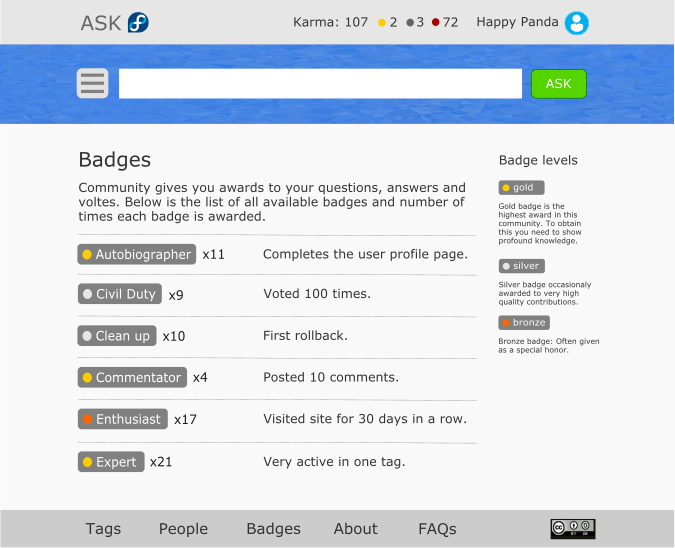 ASK
Karma: 107 2 3 72 Happy Panda
ASK
Badges
Community gives you awards to your questions, answers and
voltes. Below is the list of all available badges and number of
times each badge is awarded.
Autobiographer x11 Completes the user profile page.
Civil Duty x9 Voted 100 times.
Clean up x10 First rollback.
Commentator x4 Posted 10 comments.
Enthusiast x17 Visited site for 30 days in a row.
Expert x21 Very active in one tag.
Badge levels
gold
Gold badge is the
highest award in this
community. To obtain
this you need to show
profound knowledge.
silver
Silver badge occasionaly
awarded to very high
quality contributions.
bronze
Bronze badge: Often given
as a special honor.
Tags People Badges About FAQs
cc
BY SA